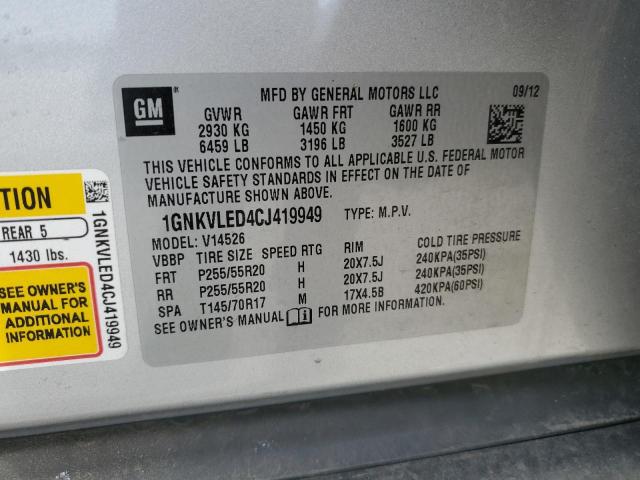 GM
MFD BY GENERAL MOTORS LLC 09/12
GVWR GAWR FRT GAWR RR
2930 KG 1450 KG 1600 KG
6459 LB 3196 LB 3527 LB
THIS VEHICLE CONFORMS TO ALL APPLICABLE U.S. FEDERAL MOTOR
VEHICLE SAFETY STANDARDS IN EFFECT ON THE DATE OF
MANUFACTURE SHOWN ABOVE.
1GNKVLED4CJ419949 TYPE: M.P.V.
MODEL: V14526
VBBP TIRE SIZE SPEED RTG RIM COLD TIRE PRESSURE
FRT P255/55R20 H 20X7.5J 240KPA(35PSI)
RR P255/55R20 H 20X7.5J 240KPA(35PSI)
SPA T145/70R17 M 17X4.5B 420KPA(60PSI)
SEE OWNER'S MANUAL FOR MORE INFORMATION.
TION
REAR 5
1430 lbs.
SEE OWNER'S
MANUAL FOR
ADDITIONAL
INFORMATION
1GNKVLED4CJ419949